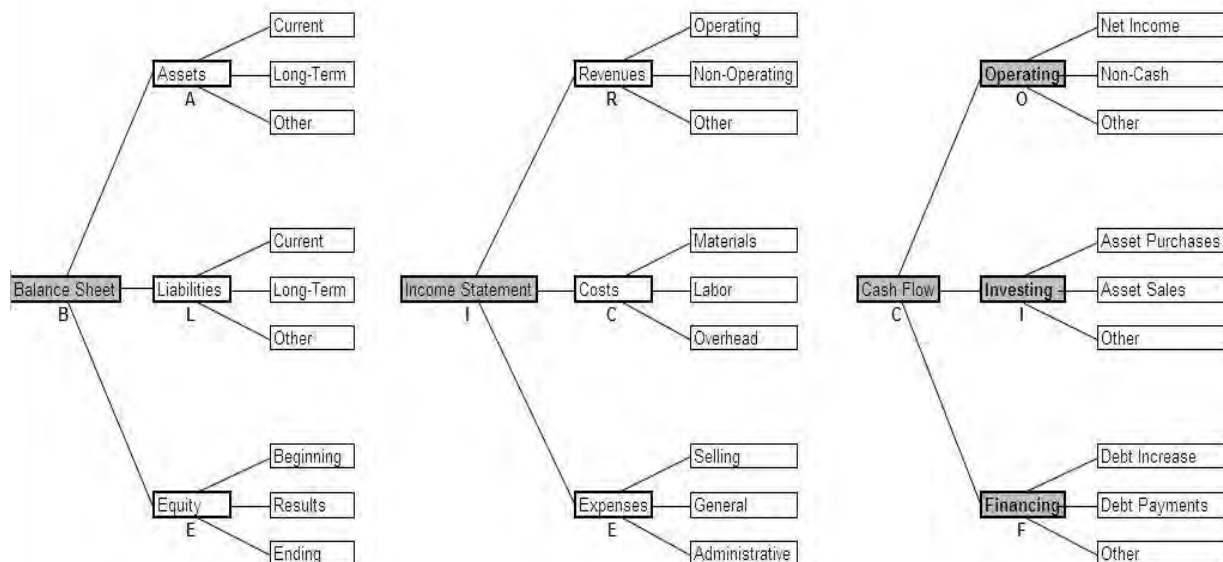 Current
Assets
Long-Term
A
Other
Current
Balance Sheet
Liabilities
Long-Term
B
L
Other
Beginning
Equity
Results
E
Ending
Operating
Revenues
Non-Operating
R
Other
Materials
Income Statement
Costs
Labor
I
C
Overhead
Selling
Expenses
General
E
Administrative
Net Income
Operating
Non-Cash
O
Other
Asset Purchases
Cash Flow
Investing
Asset Sales
C
I
Other
Debt Increase
Financing
Debt Payments
F
Other